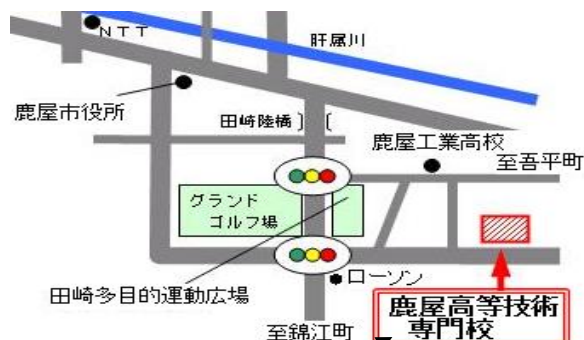 NTT
肝属川
鹿屋市役所
田崎陸橋
鹿屋工業高校
至吾平町
グランド
ゴルフ場
田崎多目的運動広場
ローソン
至錦江町
鹿屋高等技術
専門校